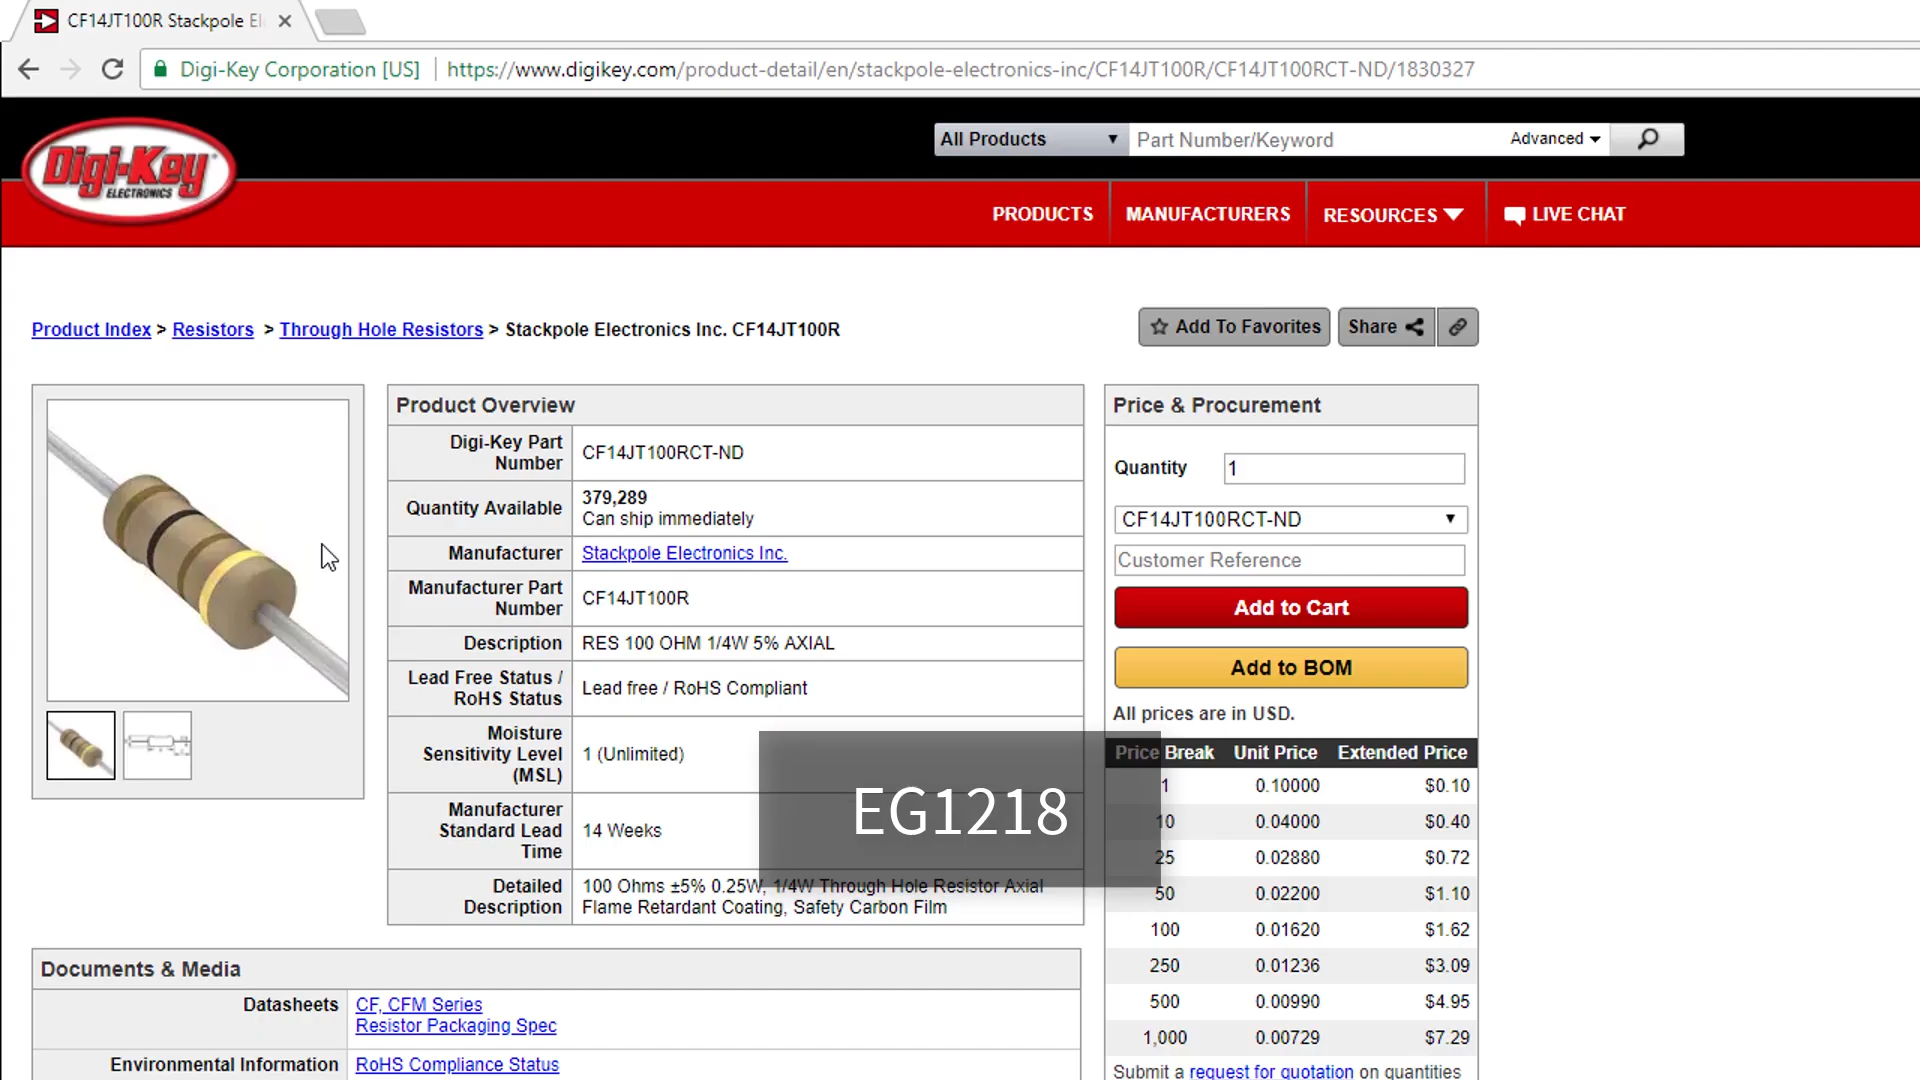 CF14JT100R Stackpole El
Digi-Key Corporation [US]
https://www.digikey.com/product-detail/en/stackpole-electronics-inc/CF14JT100R/CF14JT100RCT-ND/1830327
Digi-Key
ELECTRONICS
All Products
Part Number/Keyword
Advanced
PRODUCTS
MANUFACTURERS
RESOURCES
LIVE CHAT
Product Index > Resistors > Through Hole Resistors > Stackpole Electronics Inc. CF14JT100R
Add To Favorites
Share
Product Overview
Digi-Key Part
Number
CF14JT100RCT-ND
Quantity Available
379,289
Can ship immediately
Manufacturer
Stackpole Electronics Inc.
Manufacturer Part
Number
CF14JT100R
Description
RES 100 OHM 1/4W 5% AXIAL
Lead Free Status /
RoHS Status
Lead free / RoHS Compliant
Moisture
Sensitivity Level
(MSL)
1 (Unlimited)
Manufacturer
Standard Lead
Time
14 Weeks
Detailed
Description
100 Ohms ±5% 0.25W, 1/4W Through Hole Resistor Axial
Flame Retardant Coating, Safety Carbon Film
EG1218
Documents & Media
Datasheets
CF, CFM Series
Resistor Packaging Spec
Environmental Information
RoHS Compliance Status
Price & Procurement
Quantity
1
CF14JT100RCT-ND
Customer Reference
Add to Cart
Add to BOM
All prices are in USD.
Price Break Unit Price Extended Price
1 0.10000 $0.10
10 0.04000 $0.40
25 0.02880 $0.72
50 0.02200 $1.10
100 0.01620 $1.62
250 0.01236 $3.09
500 0.00990 $4.95
1,000 0.00729 $7.29
Submit a request for quotation on quantities